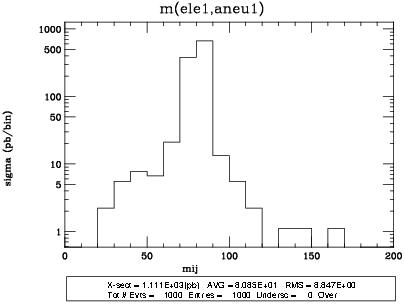 m(ele1,aneu1)
1000
500
100
50
10
5
1
sigma (pb/bin)
0 50 100 150 200
mij
X-sect = 1.111E+03(pb) AVG = 8.085E+01 RMS = 8.847E+00
Tot # Evts = 1000 Entries = 1000 Undersc = 0 Over